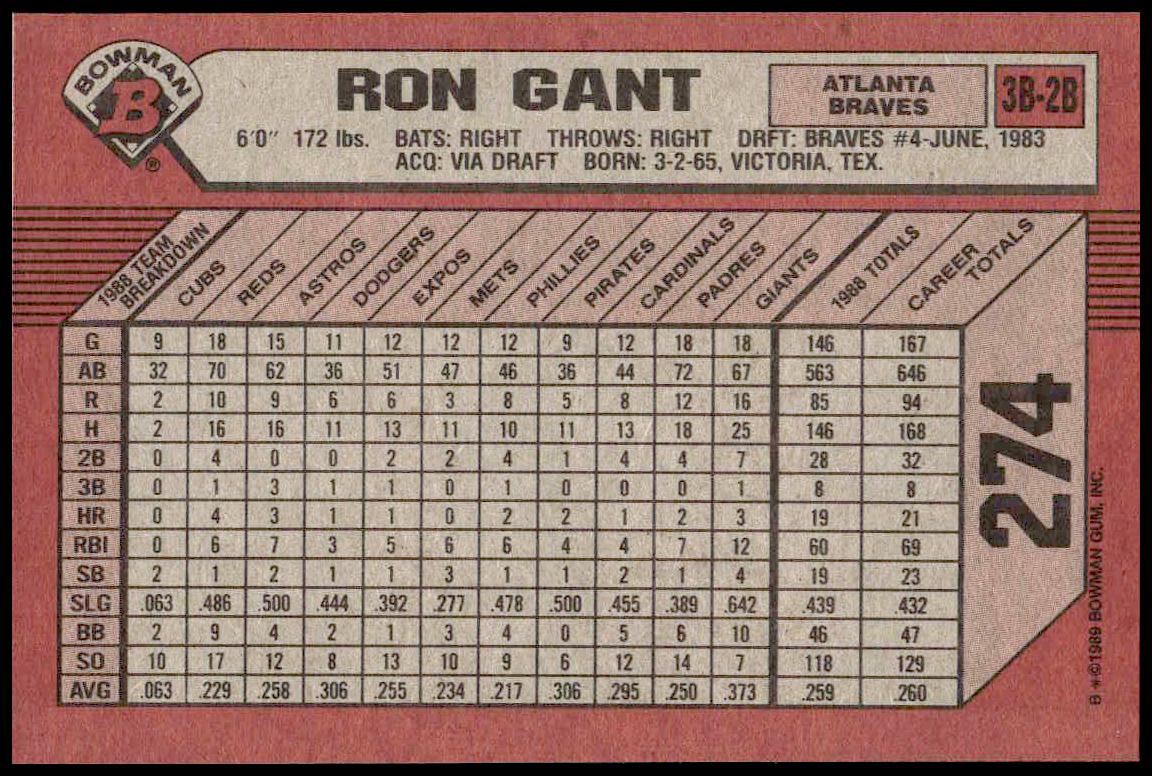 BOWMAN
B
®
RON GANT
ATLANTA
BRAVES
3B-2B
6'0" 172 lbs. BATS: RIGHT THROWS: RIGHT DRFT: BRAVES #4-JUNE, 1983
ACQ: VIA DRAFT BORN: 3-2-65, VICTORIA, TEX.
1988 TEAM BREAKDOWN CUBS REDS ASTROS DODGERS EXPOS METS PHILLIES PIRATES CARDINALS PADRES GIANTS 1988 TOTALS CAREER TOTALS
G 9 18 15 11 12 12 12 9 12 18 18 146 167
AB 32 70 62 36 51 47 46 36 44 72 67 563 646
R 2 10 9 6 6 3 8 5 8 12 16 85 94
H 2 16 16 11 13 11 10 11 13 18 25 146 168
2B 0 4 0 0 2 2 4 1 4 4 7 28 32
3B 0 1 3 1 1 0 1 0 0 0 1 8 8
HR 0 4 3 1 1 0 2 2 1 2 3 19 21
RBI 0 6 7 3 5 6 6 4 4 7 12 60 69
SB 2 1 2 1 1 3 1 1 2 1 4 19 23
SLG .063 .486 .500 .444 .392 .277 .478 .500 .455 .389 .642 .439 .432
BB 2 9 4 2 1 3 4 0 5 6 10 46 47
SO 10 17 12 8 13 10 9 6 12 14 7 118 129
AVG .063 .229 .258 .306 .255 .234 .217 .306 .295 .250 .373 .259 .260
274
B *©1989 BOWMAN GUM, INC.